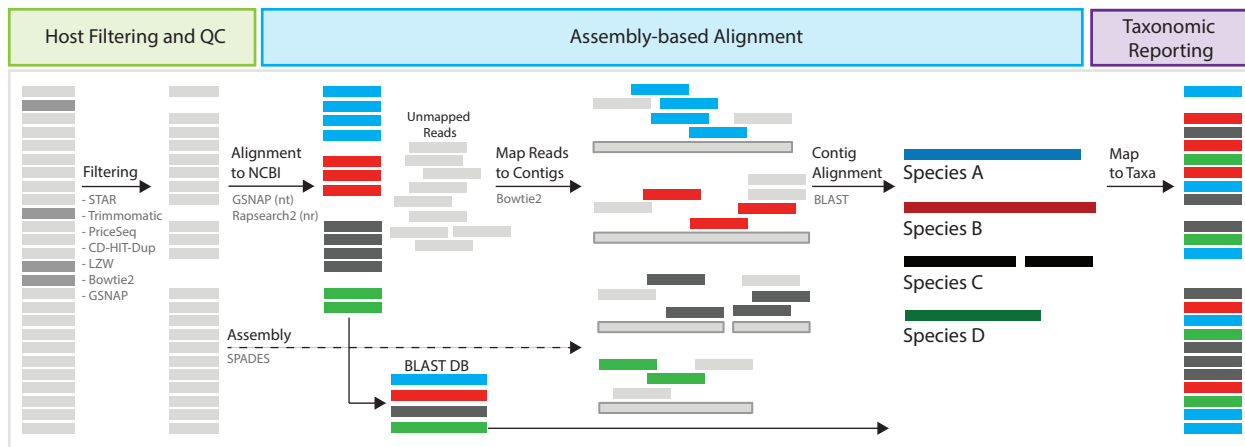 Host Filtering and QC
Assembly-based Alignment
Taxonomic
Reporting
Filtering
- STAR
- Trimmomatic
- PriceSeq
- CD-HIT-Dup
- LZW
- Bowtie2
- GSNAP
Alignment
to NCBI
GSNAP (nt)
Rapsearch2 (nr)
Unmapped
Reads
Map Reads
to Contigs
Bowtie2
Contig
Alignment
BLAST
Species A
Species B
Species C
Species D
Map
to Taxa
Assembly
SPADES
BLAST DB